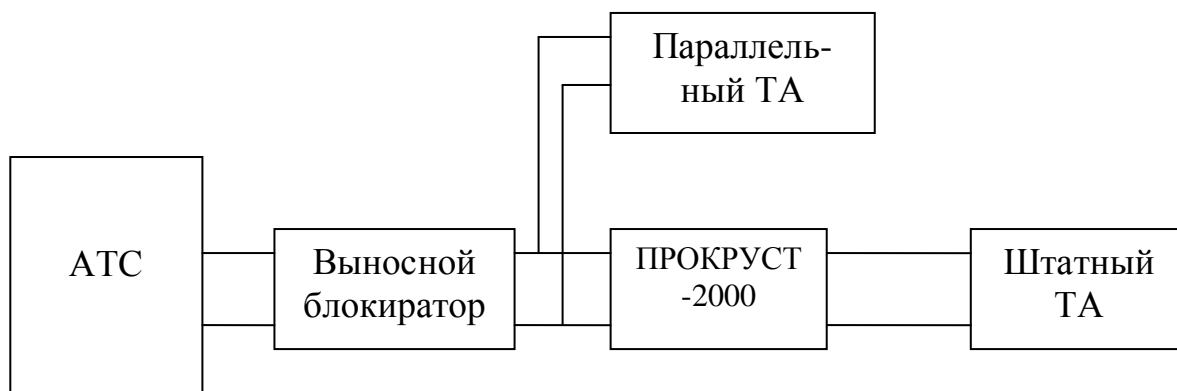 Параллель-
ный ТА
АТС
Выносной
блокиратор
ПРОКРУСТ
-2000
Штатный
ТА